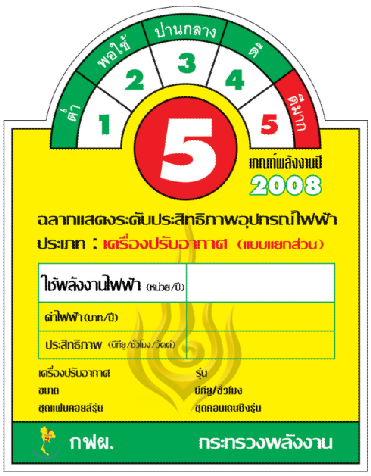 ต่ำ พอใช้ ปานกลาง ดี ดีมาก
1 2 3 4 5
5
เกณฑ์พลังงานปี
2008
ฉลากแสดงระดับประสิทธิภาพอุปกรณ์ไฟฟ้า
ประเภท : เครื่องปรับอากาศ (แบบแยกส่วน)
ใช้พลังงานไฟฟ้า (หน่วย/ปี)
ค่าไฟฟ้า (บาท/ปี)
ประสิทธิภาพ (บีทียู/ชั่วโมง/วัตต์)
เครื่องปรับอากาศ รุ่น
ขนาด บีทียู/ชั่วโมง
ชุดแฟนคอยล์รุ่น ชุดคอนเดนซิ่งรุ่น
กฟผ. กระทรวงพลังงาน